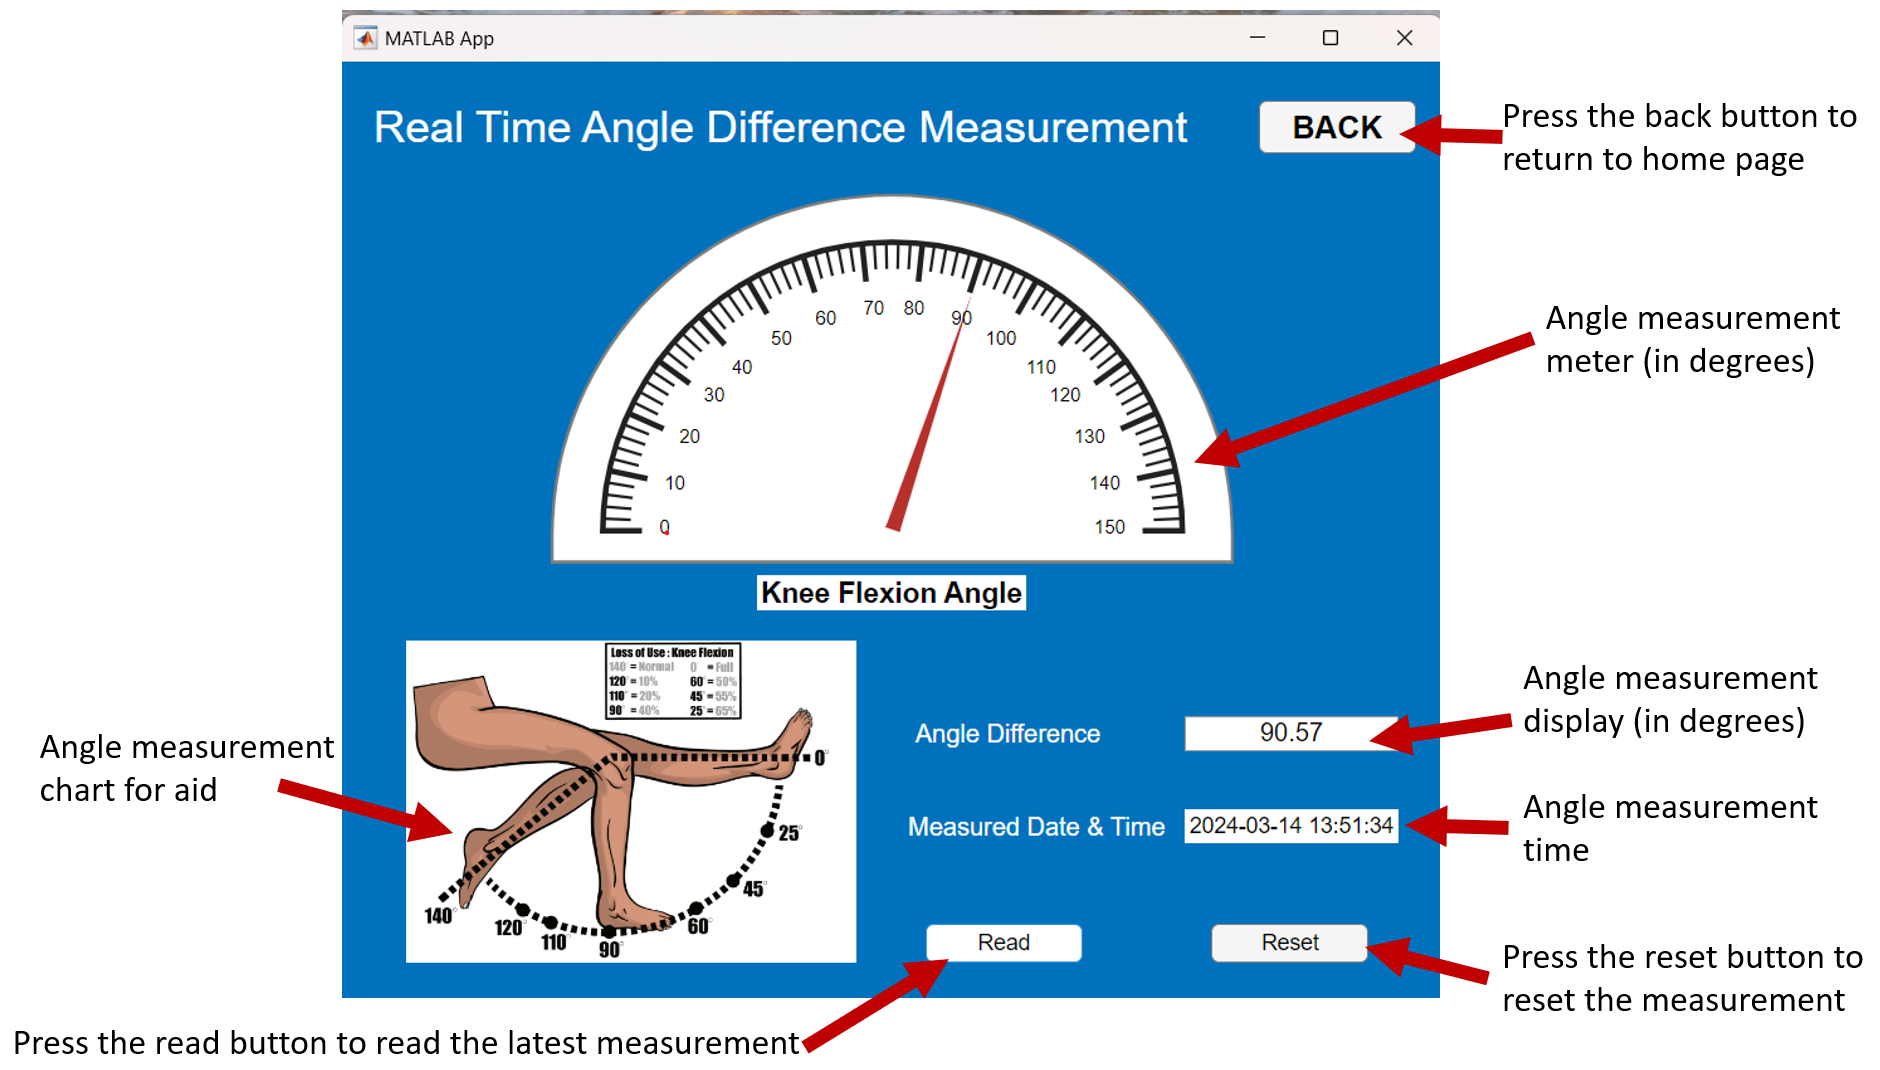 MATLAB App
Real Time Angle Difference Measurement
BACK
Press the back button to
return to home page
0
10
20
30
40
50
60
70
80
90
100
110
120
130
140
150
Angle measurement
meter (in degrees)
Knee Flexion Angle
Loss of Use : Knee Flexion
140° = Normal 0° = Full
120° = 10% 60° = 50%
110° = 20% 45° = 55%
90° = 40% 25° = 65%
0°
25°
45°
60°
90°
110°
120°
140°
Angle measurement
chart for aid
Angle Difference
90.57
Angle measurement
display (in degrees)
Measured Date & Time
2024-03-14 13:51:34
Angle measurement
time
Read
Reset
Press the reset button to
reset the measurement
Press the read button to read the latest measurement